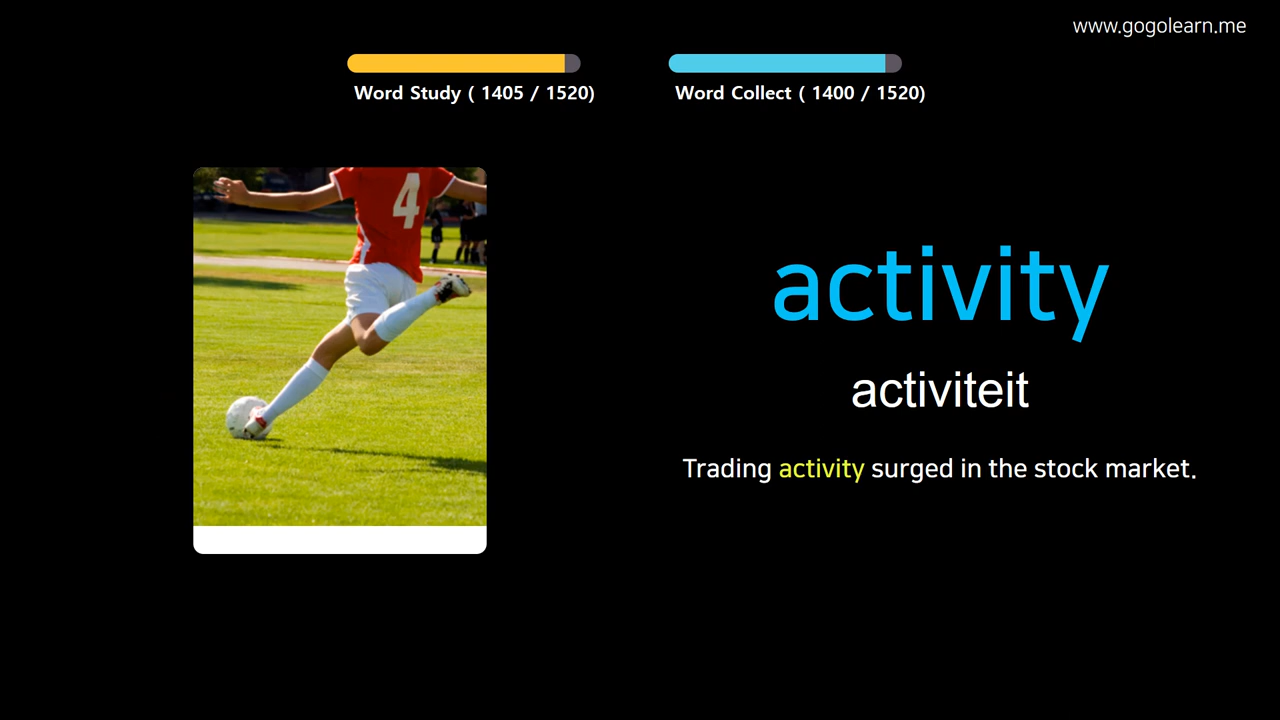 www.gogolearn.me
Word Study ( 1405 / 1520)
Word Collect ( 1400 / 1520)
4
activity
activiteit
Trading activity surged in the stock market.